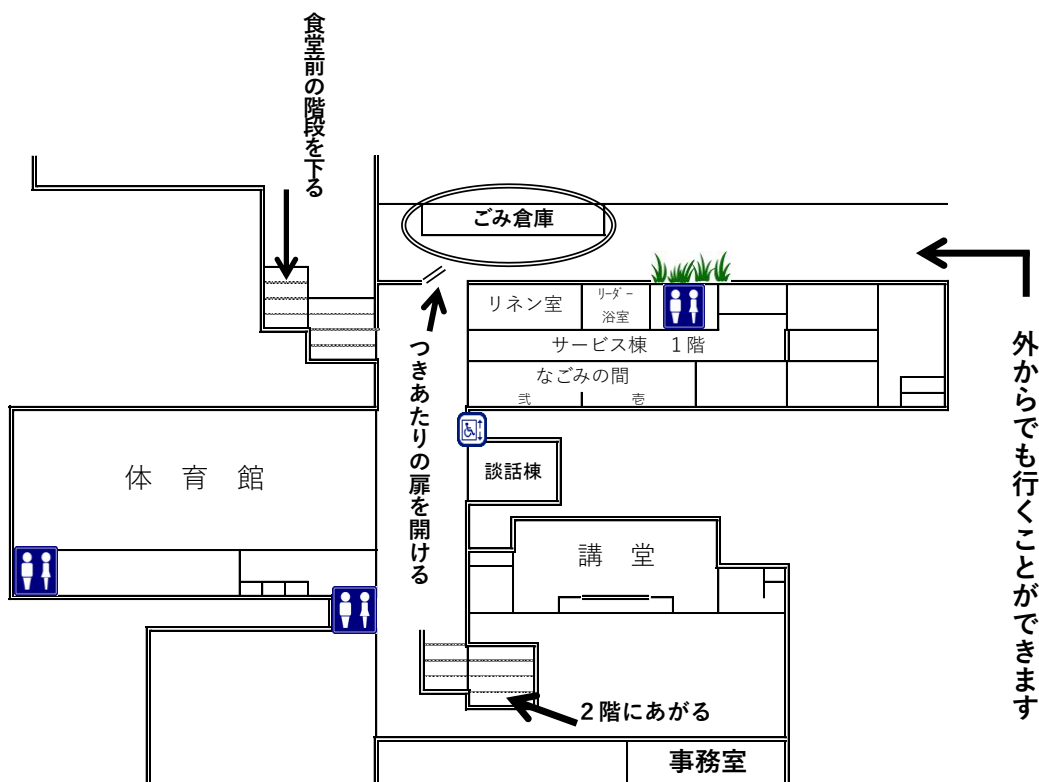 食堂前の階段を下る
ごみ倉庫
リネン室
リーダー
浴室
サービス棟 1階
なごみの間
弐 壱
つきあたりの扉を開ける
外からでも行くことができます
体 育 館
談話棟
講 堂
2階にあがる
事務室